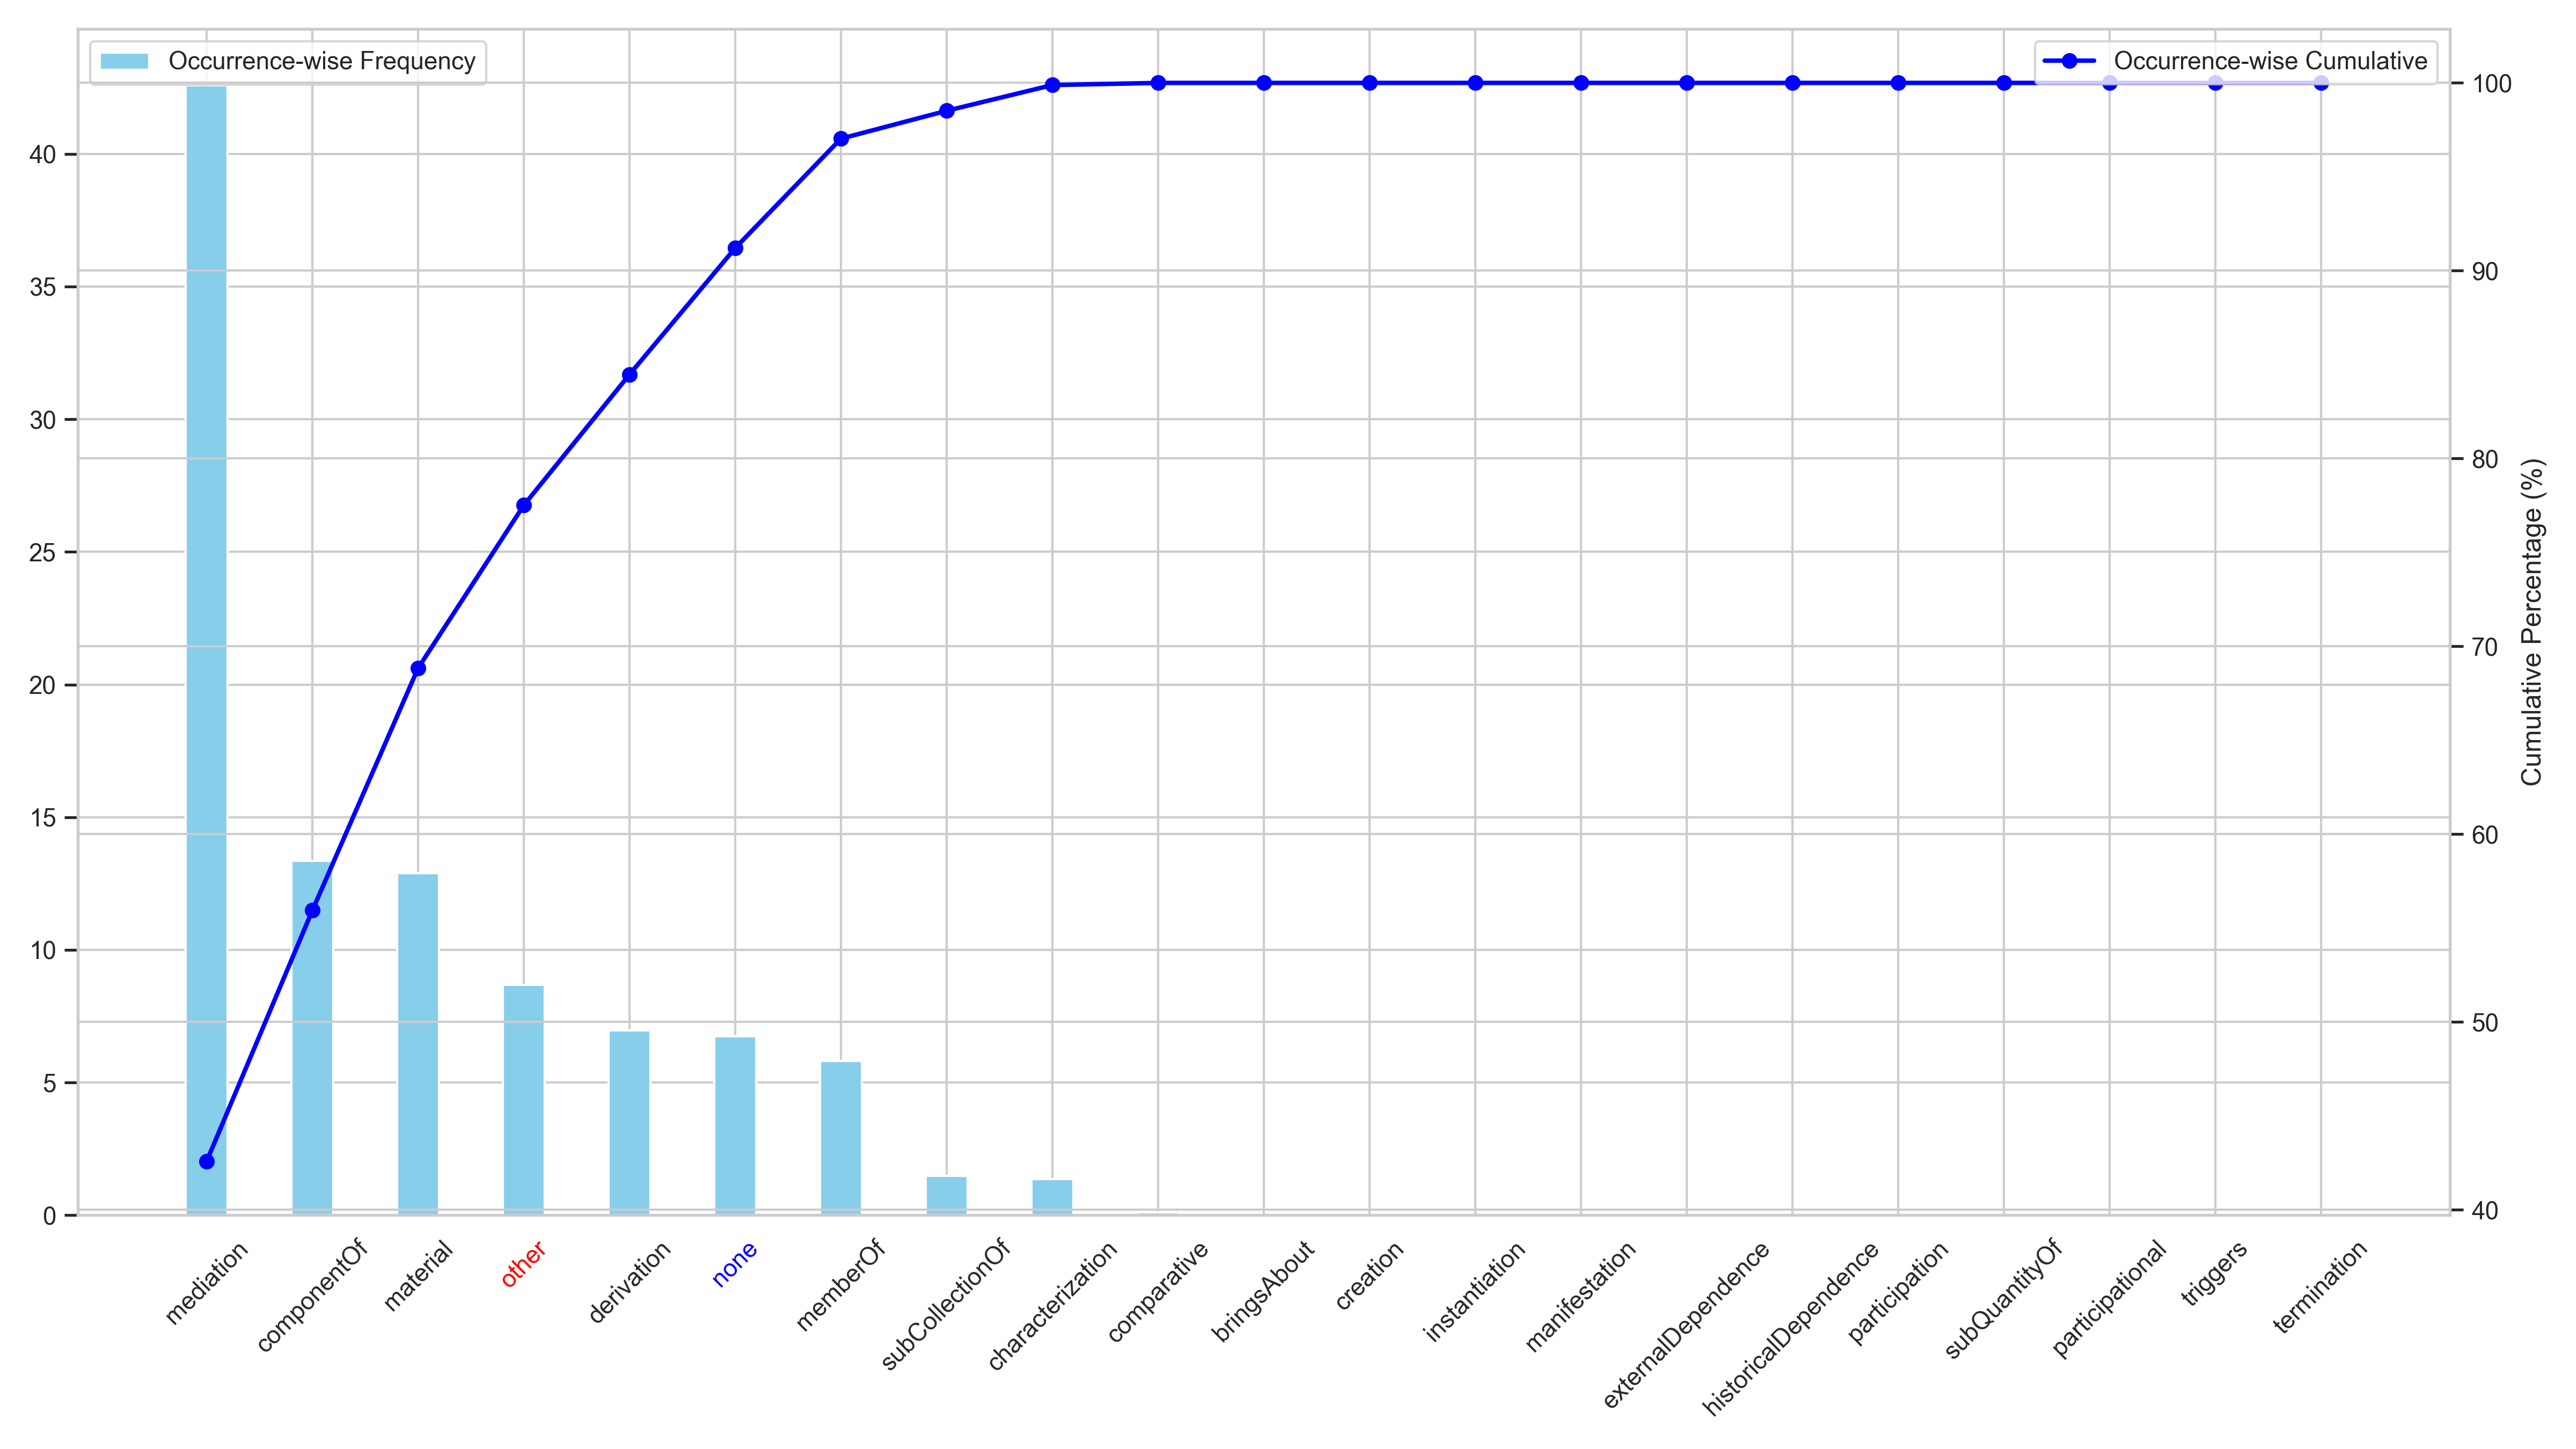 Occurrence-wise Frequency
Occurrence-wise Cumulative
40
35
30
25
20
15
10
5
0
100
90
80
70
60
50
40
Cumulative Percentage (%)
mediation
componentOf
material
other
derivation
none
memberOf
subCollectionOf
characterization
comparative
bringsAbout
creation
instantiation
manifestation
externalDependence
historicalDependence
participation
subQuantityOf
participational
triggers
termination